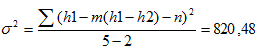 σ² = ∑(h1−m(h1−h2)−n)² / 5−2 = 820,48